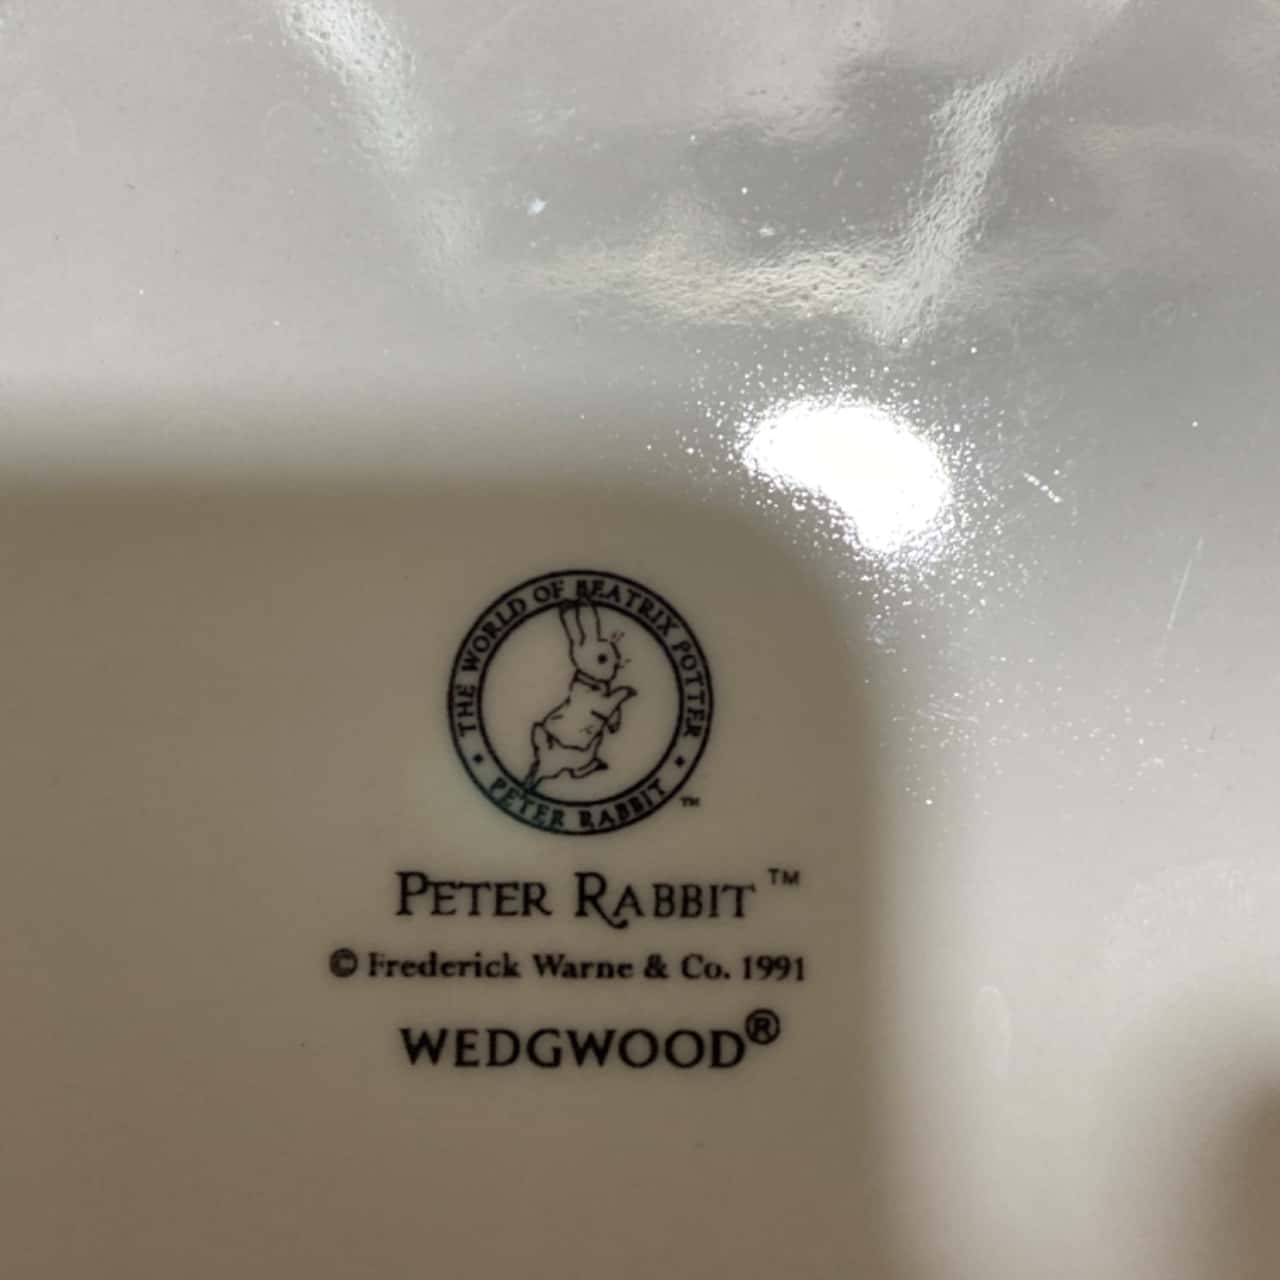 THE WORLD OF BEATRIX POTTER
• PETER RABBIT •
TM
PETER RABBIT TM
© Frederick Warne & Co. 1991
WEDGWOOD®